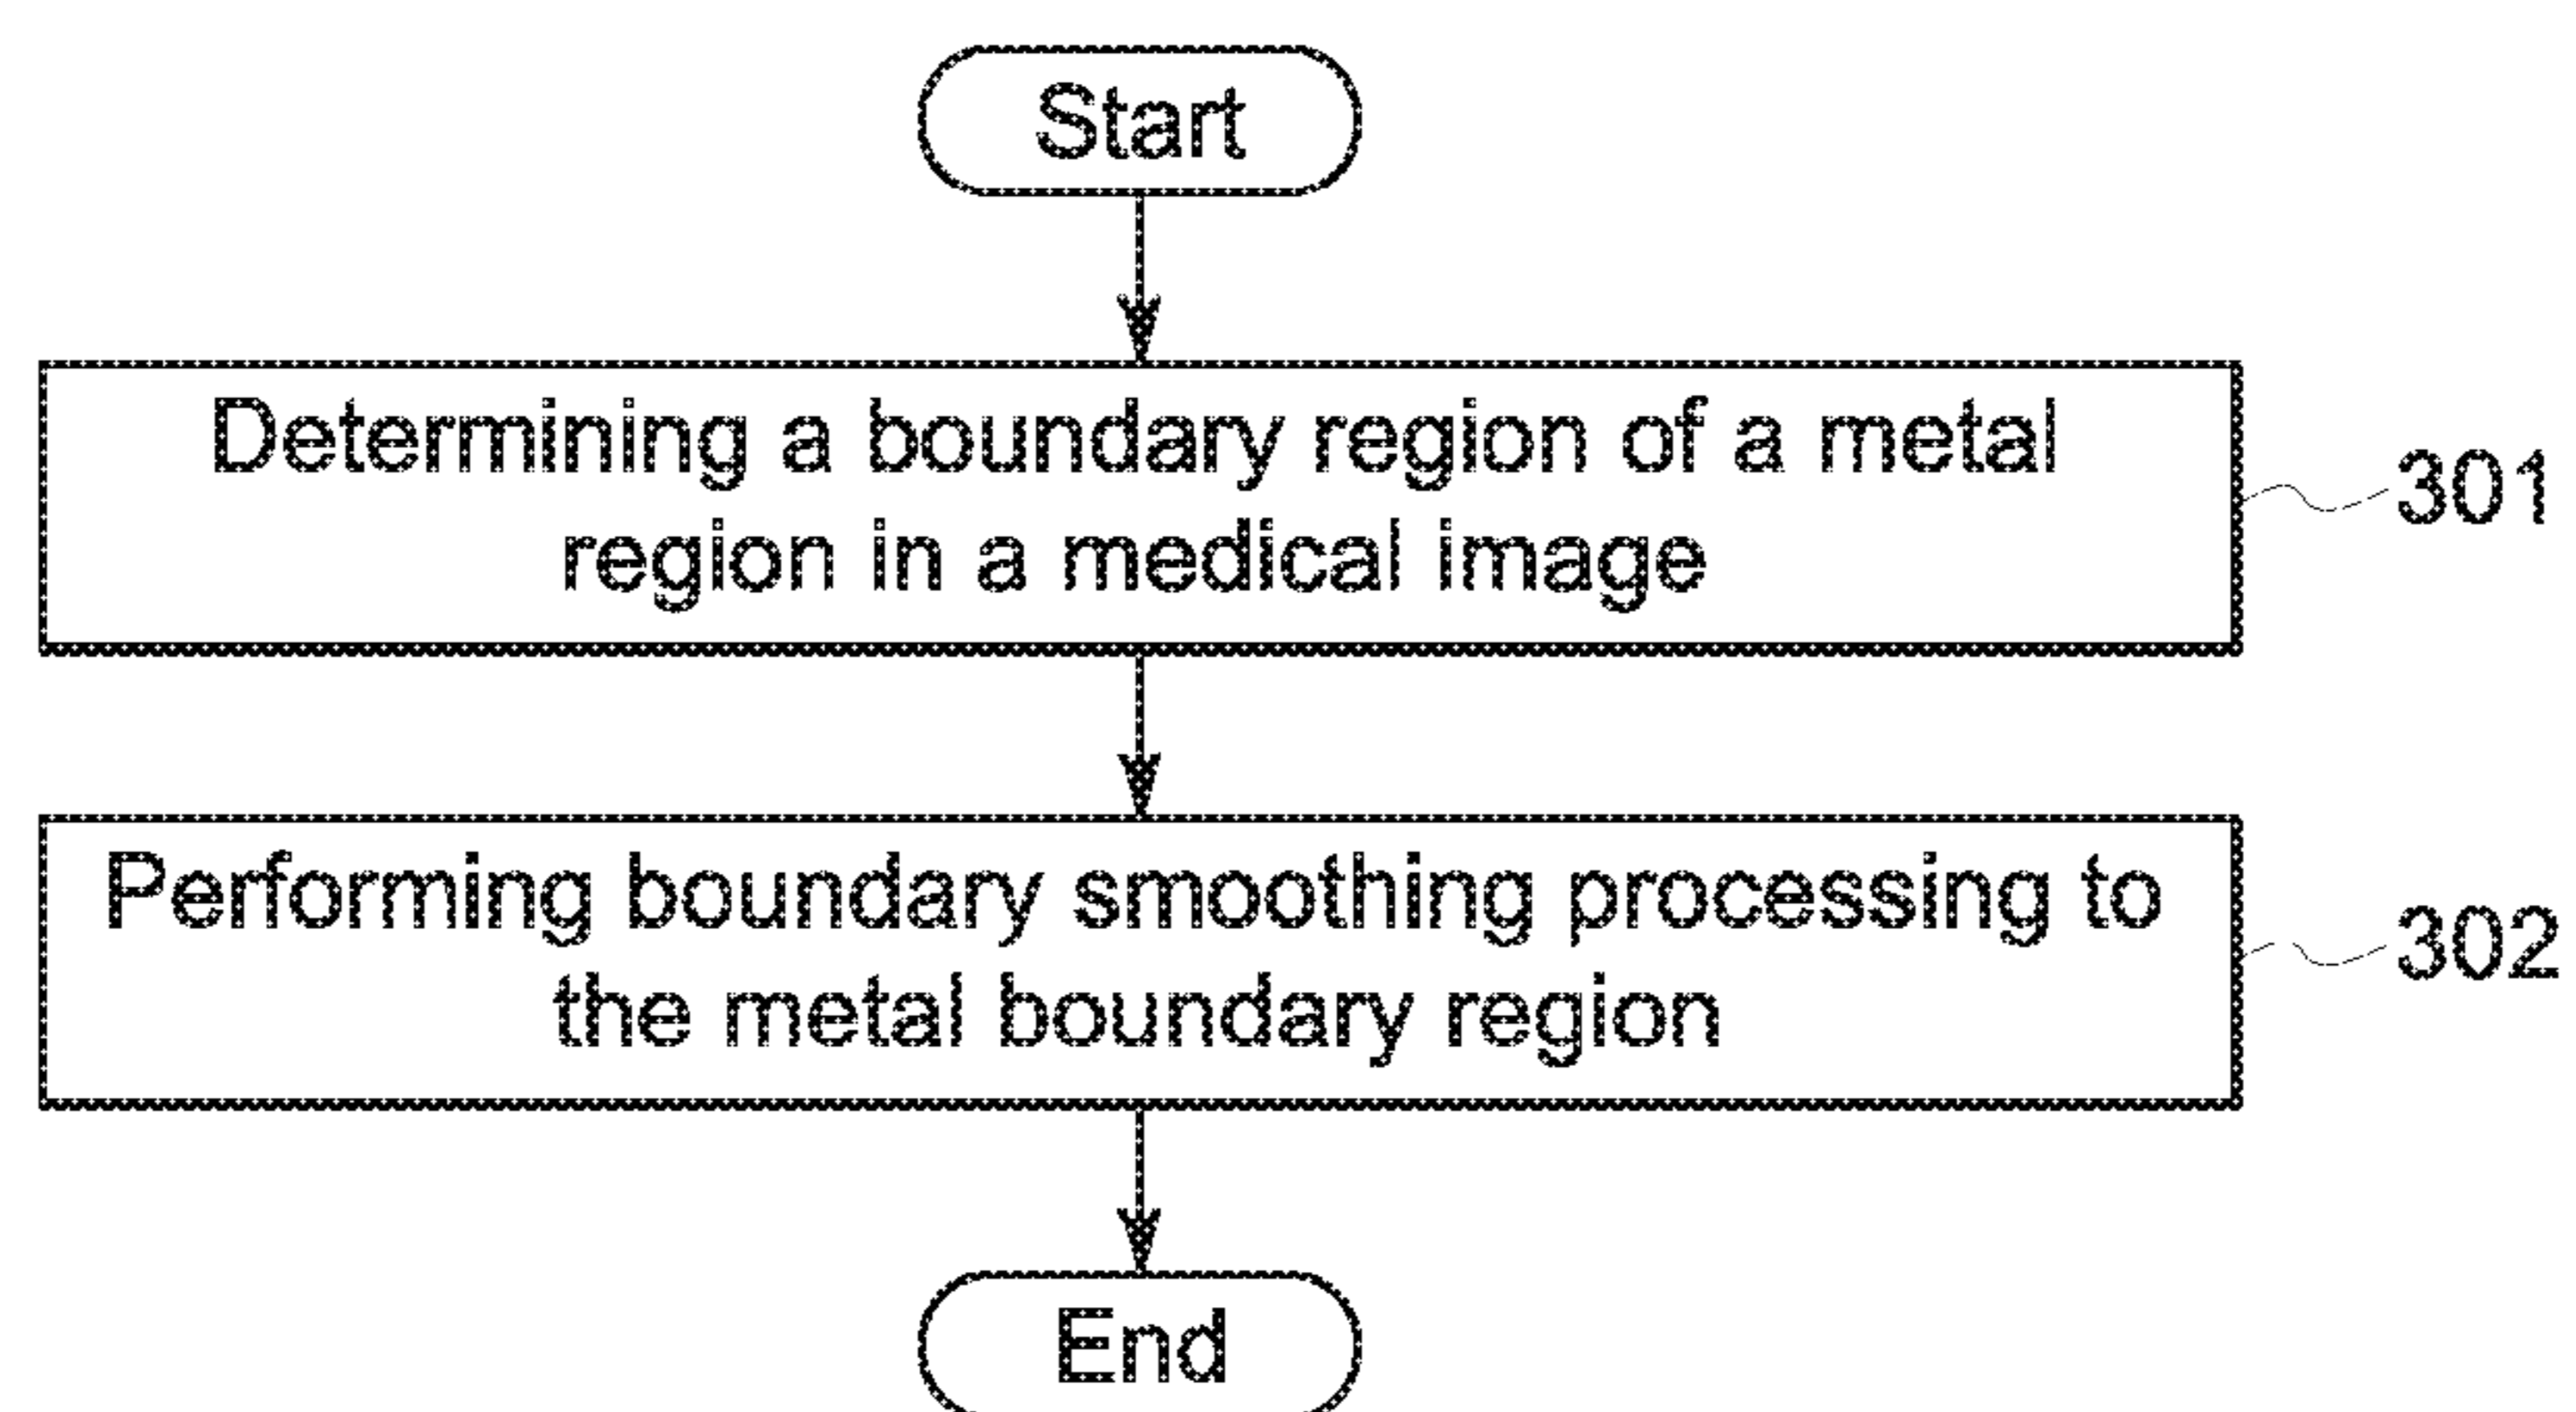 Start
Determining a boundary region of a metal
region in a medical image
301
Performing boundary smoothing processing to
the metal boundary region
302
End